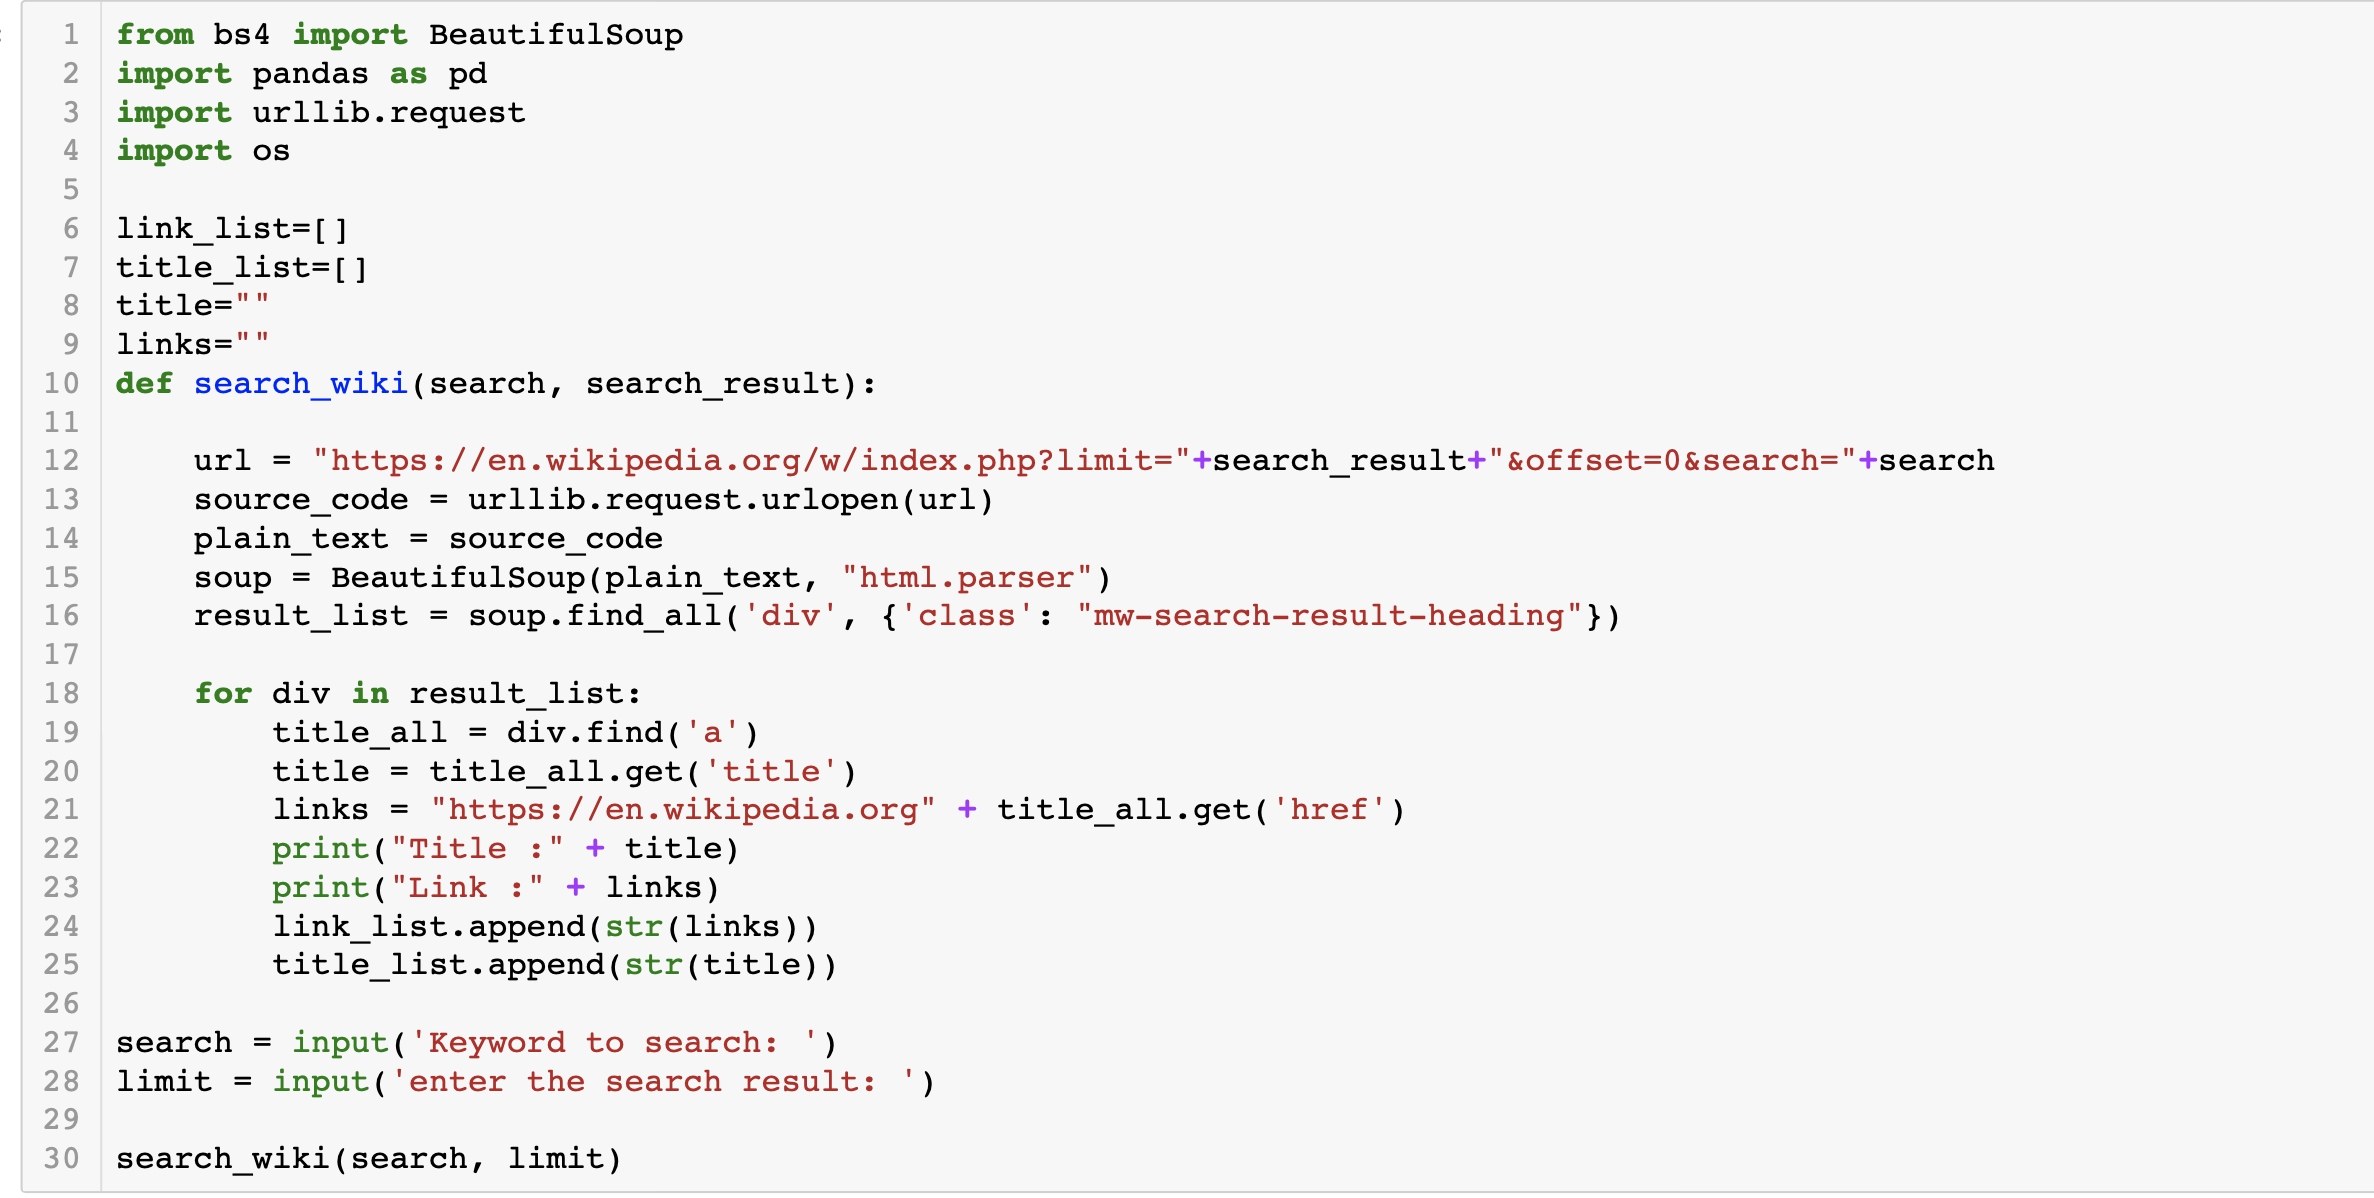 1 from bs4 import BeautifulSoup
2 import pandas as pd
3 import urllib.request
4 import os
5
6 link_list=[]
7 title_list=[]
8 title=""
9 links=""
10 def search_wiki(search, search_result):
11
12     url = "https://en.wikipedia.org/w/index.php?limit="+search_result+"&offset=0&search="+search
13     source_code = urllib.request.urlopen(url)
14     plain_text = source_code
15     soup = BeautifulSoup(plain_text, "html.parser")
16     result_list = soup.find_all('div', {'class': "mw-search-result-heading"})
17
18     for div in result_list:
19         title_all = div.find('a')
20         title = title_all.get('title')
21         links = "https://en.wikipedia.org" + title_all.get('href')
22         print("Title :" + title)
23         print("Link :" + links)
24         link_list.append(str(links))
25         title_list.append(str(title))
26
27 search = input('Keyword to search: ')
28 limit = input('enter the search result: ')
29
30 search_wiki(search, limit)